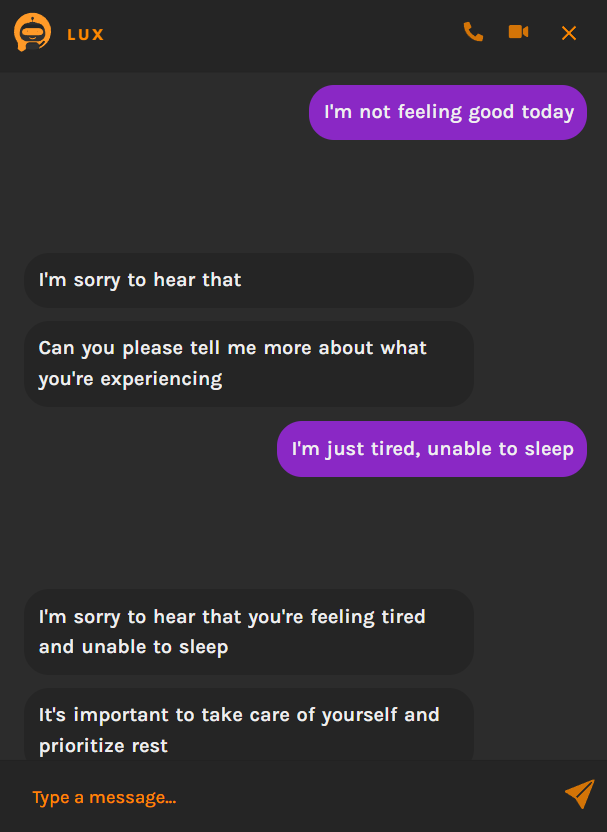 LUX
I'm not feeling good today
I'm sorry to hear that
Can you please tell me more about what
you're experiencing
I'm just tired, unable to sleep
I'm sorry to hear that you're feeling tired
and unable to sleep
It's important to take care of yourself and
prioritize rest
Type a message...